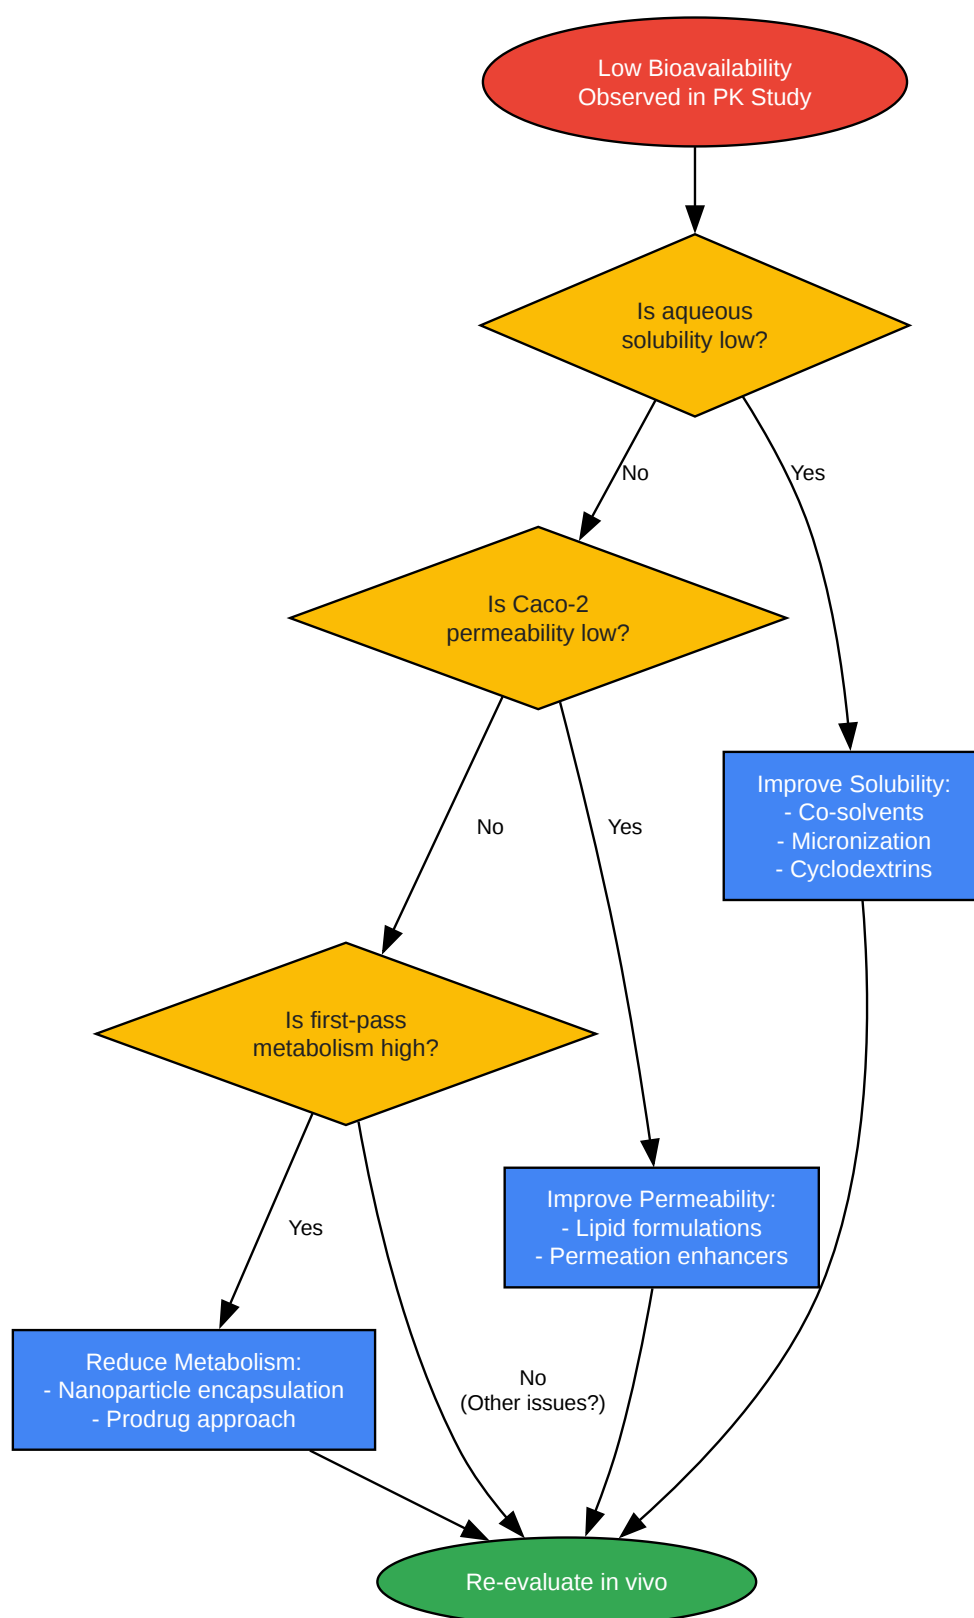 Low Bioavailability
Observed in PK Study
Is aqueous
solubility low?
No
Yes
Is Caco-2
permeability low?
Improve Solubility:
- Co-solvents
- Micronization
- Cyclodextrins
No
Yes
Is first-pass
metabolism high?
Improve Permeability:
- Lipid formulations
- Permeation enhancers
Yes
Reduce Metabolism:
- Nanoparticle encapsulation
- Prodrug approach
No
(Other issues?)
Re-evaluate in vivo